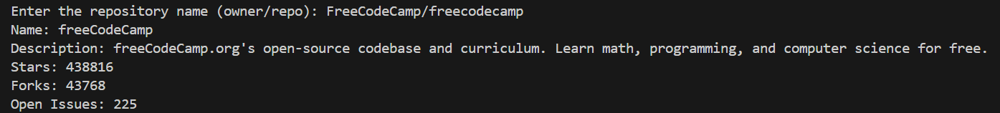 Enter the repository name (owner/repo): FreeCodeCamp/freecodecamp
Name: freeCodeCamp
Description: freeCodeCamp.org's open-source codebase and curriculum. Learn math, programming, and computer science for free.
Stars: 438816
Forks: 43768
Open Issues: 225